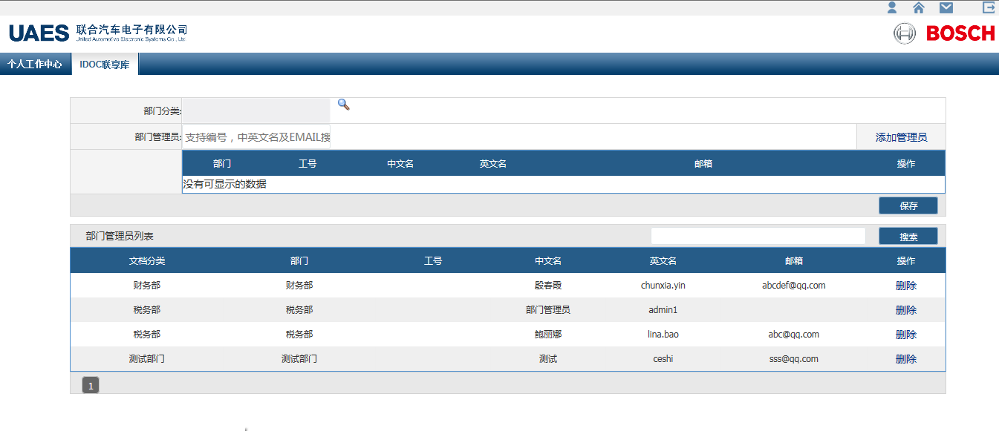 UAES 联合汽车电子有限公司
United Automotive Electronic Systems Co., Ltd
BOSCH
个人工作中心 IDOC联享库
部门分类:
部门管理员: 支持编号，中英文名及EMAIL搜 添加管理员
部门 工号 中文名 英文名 邮箱 操作
没有可显示的数据
保存
部门管理员列表 搜索
文档分类 部门 工号 中文名 英文名 邮箱 操作
财务部 财务部 殷春霞 chunxia.yin abcdef@qq.com 删除
税务部 税务部 部门管理员 admin1 删除
税务部 税务部 鲍丽娜 lina.bao abc@qq.com 删除
测试部门 测试部门 测试 ceshi sss@qq.com 删除
1